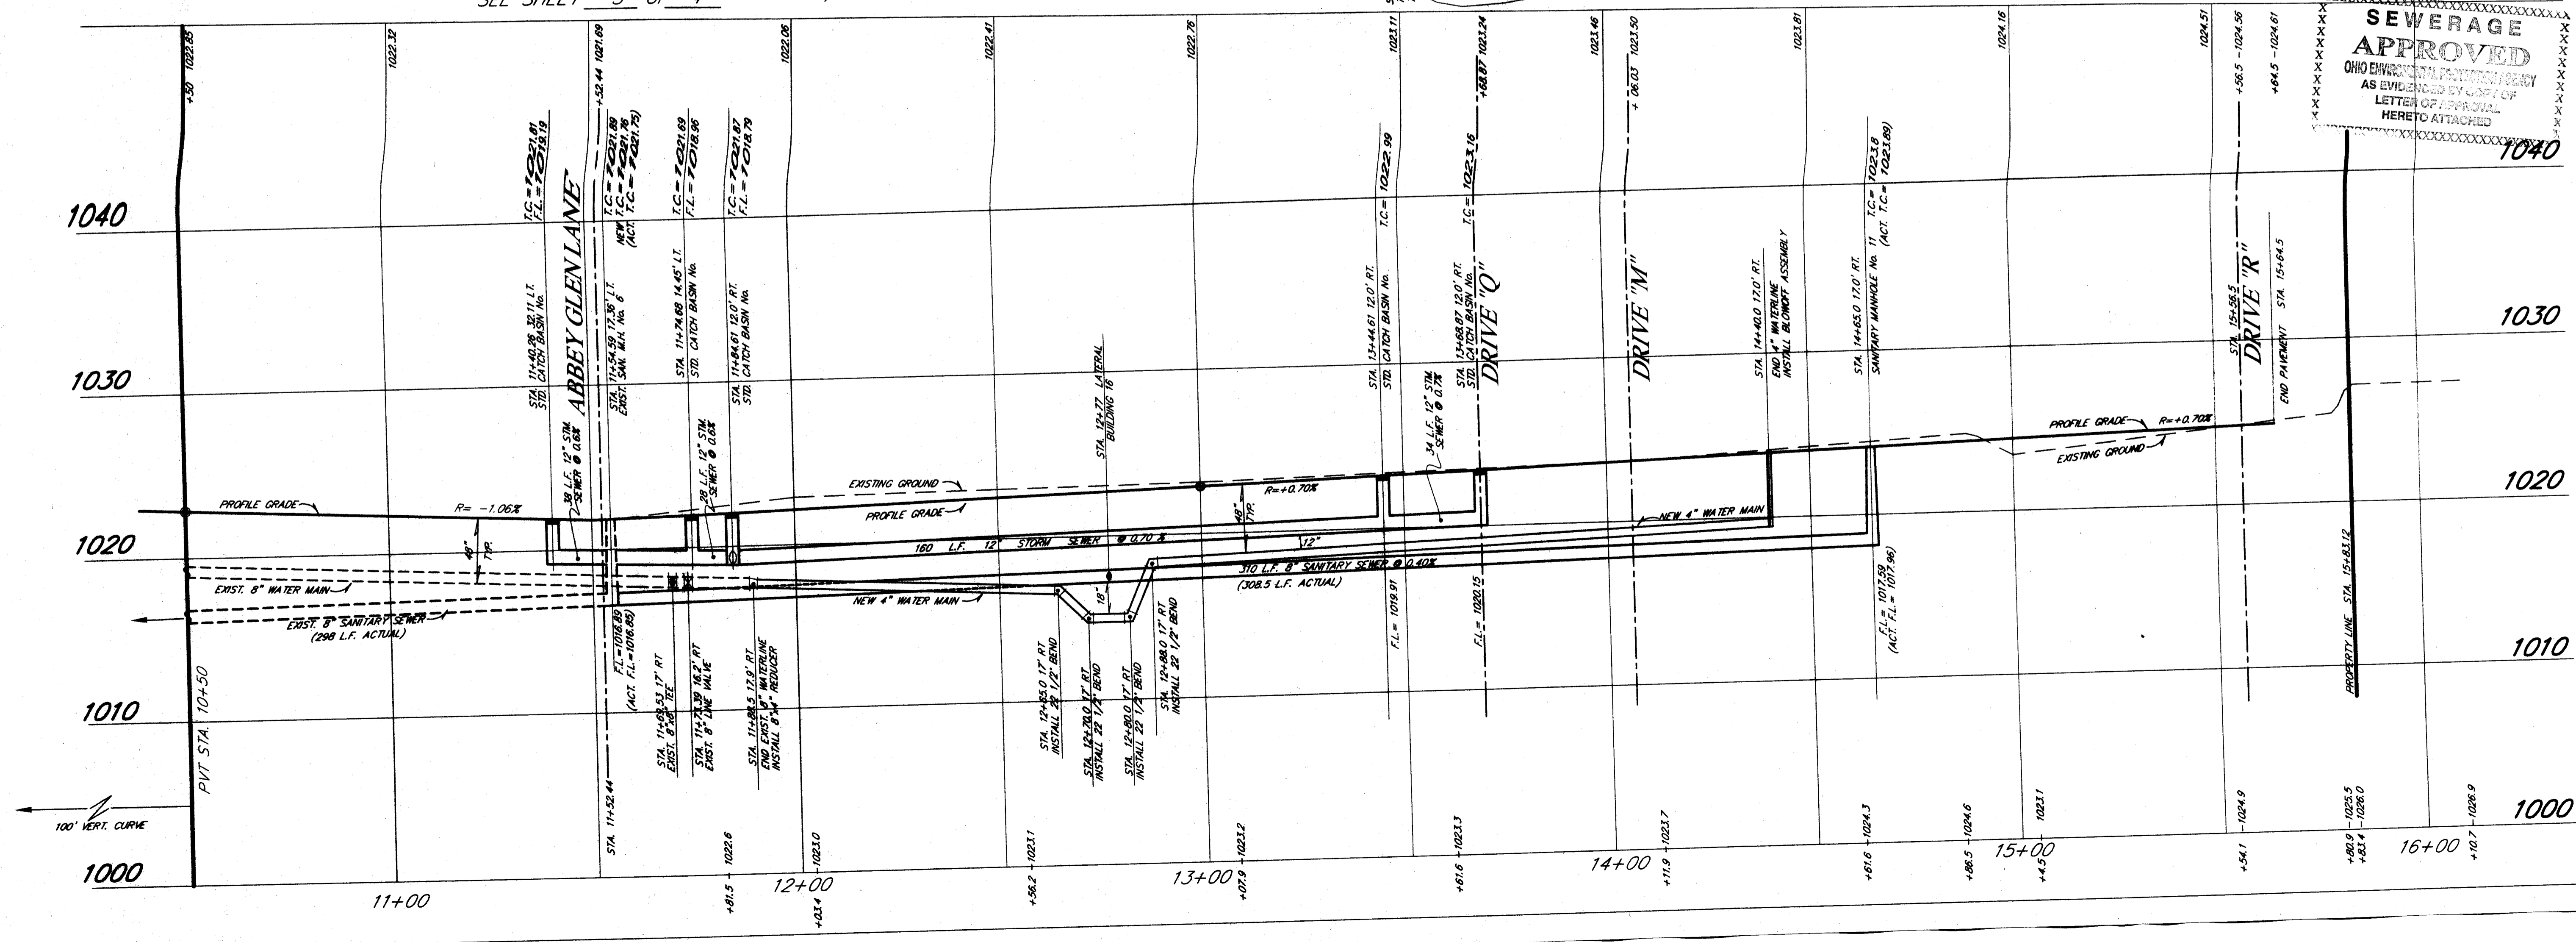 SEE SHEET 3 OF
SEWERAGE
APPROVED
OHIO ENVIRONMENTAL PROTECTION AGENCY
AS EVIDENCED BY COPY OF
LETTER OF APPROVAL
HERETO ATTACHED
+50 1022.85
1022.32
+52.44 1021.69
1022.06
1022.41
1022.76
1023.11
+68.87 1023.24
1023.46
+ 06.03 1023.50
1023.81
1024.16
1024.51
+56.5 -1024.56
+64.5 -1024.61
T.C.= 1021.81
F.L.= 1019.19
STA. 11+40.26 32.11 LT.
STD. CATCH BASIN No.
ABBEY GLEN LANE
T.C.= 1021.89
NEW T.C.= 1021.76
(ACT. T.C.= 1021.75)
STA. 11+54.59 17.36' LT.
EXIST. SAN. M.H. No. 6
T.C.= 1021.69
F.L.= 1018.96
STA. 11+74.68 14.45' LT.
STD. CATCH BASIN No.
T.C.= 1021.87
F.L.= 1018.79
STA. 11+84.61 12.0' RT.
STD. CATCH BASIN No.
STA. 12+77 LATERAL
BUILDING 16
T.C.= 1022.99
STA. 13+44.61 12.0' RT.
STD. CATCH BASIN No.
T.C.= 1023.16
STA. 13+68.87 12.0' RT.
STD. CATCH BASIN No.
DRIVE "Q"
DRIVE "M"
STA. 14+40.0 17.0' RT.
END 4" WATERLINE
INSTALL BLOWOFF ASSEMBLY
STA. 14+65.0 17.0' RT. T.C.= 1023.8
SANITARY MANHOLE No. 11 (ACT. T.C.= 1023.89)
STA. 15+56.5
DRIVE "R"
END PAVEMENT STA. 15+64.5
1040
1040
1030
1030
1020
1020
1010
1010
1000
1000
38 L.F. 12" STM.
SEWER @ 0.6%
28 L.F. 12" STM.
SEWER @ 0.6%
34 L.F. 12" STM.
SEWER @ 0.7%
PROFILE GRADE
R= -1.06%
EXISTING GROUND
PROFILE GRADE
R=+0.70%
PROFILE GRADE
R=+0.70%
EXISTING GROUND
48"
TYP.
48"
TYP.
160 L.F. 12" STORM SEWER @ 0.70 %
12"
18"
NEW 4" WATER MAIN
310 L.F. 8" SANITARY SEWER @ 0.40%
(308.5 L.F. ACTUAL)
NEW 4" WATER MAIN
EXIST. 8" WATER MAIN
EXIST. 8" SANITARY SEWER
(298 L.F. ACTUAL)
PVT STA. 10+50
100' VERT. CURVE
STA. 11+52.44
F.L.=1016.89
(ACT. F.L.=1016.85)
STA. 11+69.53 17' RT
EXIST. 8"x8" TEE
STA. 11+73.39 16.2' RT
EXIST. 8" LINE VALVE
STA. 11+88.5 17.9' RT
END EXIST. 8" WATERLINE
INSTALL 8"x4" REDUCER
STA. 12+65.0 17' RT
INSTALL 22 1/2° BEND
STA. 12+70.0 17' RT
INSTALL 22 1/2° BEND
STA. 12+80.0 17' RT
INSTALL 22 1/2° BEND
STA. 12+88.0 17' RT
INSTALL 22 1/2° BEND
F.L.= 1019.91
F.L.= 1020.15
F.L.= 1017.59
(ACT. F.L.= 1017.96)
PROPERTY LINE STA. 15+83.12
+81.5 -1022.6
+03.4 -1023.0
+56.2 -1023.1
+07.9 -1023.2
+61.6 -1023.3
+11.9 -1023.7
+61.6 -1024.3
+86.5 -1024.6
+4.5 -1023.1
+54.1 -1024.9
+80.9 -1025.5
+83.4 -1026.0
+10.7 -1026.9
11+00
12+00
13+00
14+00
15+00
16+00